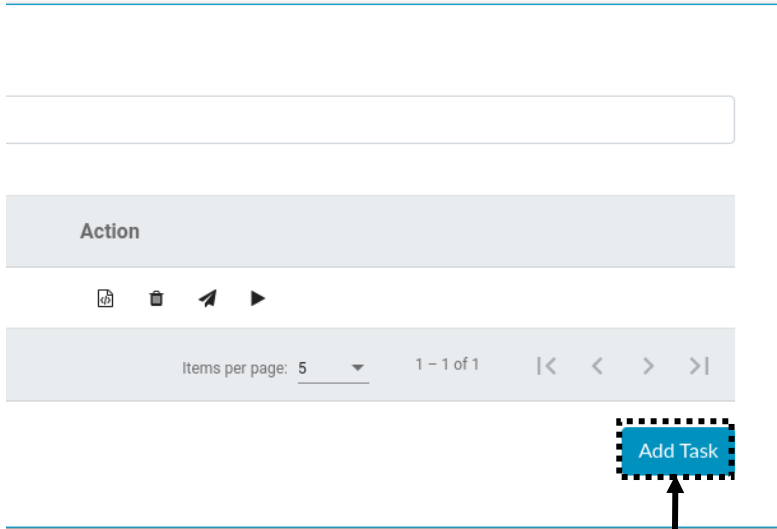 Action
Items per page: 5 1 – 1 of 1
Add Task